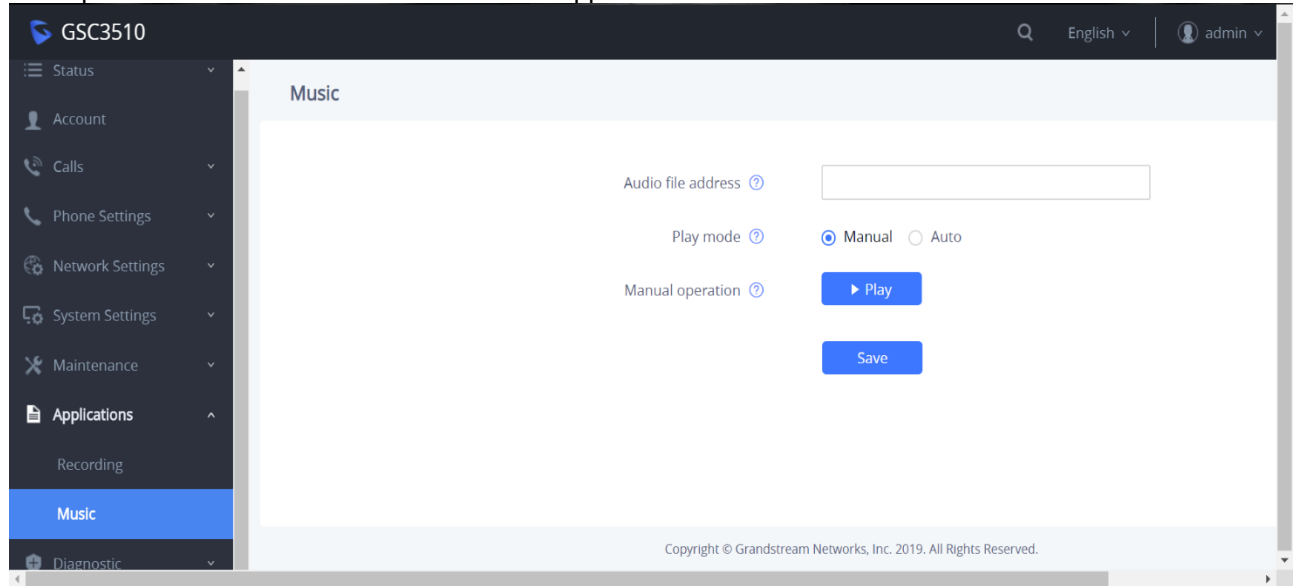 GSC3510
English
admin
Status
Account
Calls
Phone Settings
Network Settings
System Settings
Maintenance
Applications
Recording
Music
Diagnostic
Music
Audio file address
Play mode
Manual
Auto
Manual operation
Play
Save
Copyright © Grandstream Networks, Inc. 2019. All Rights Reserved.